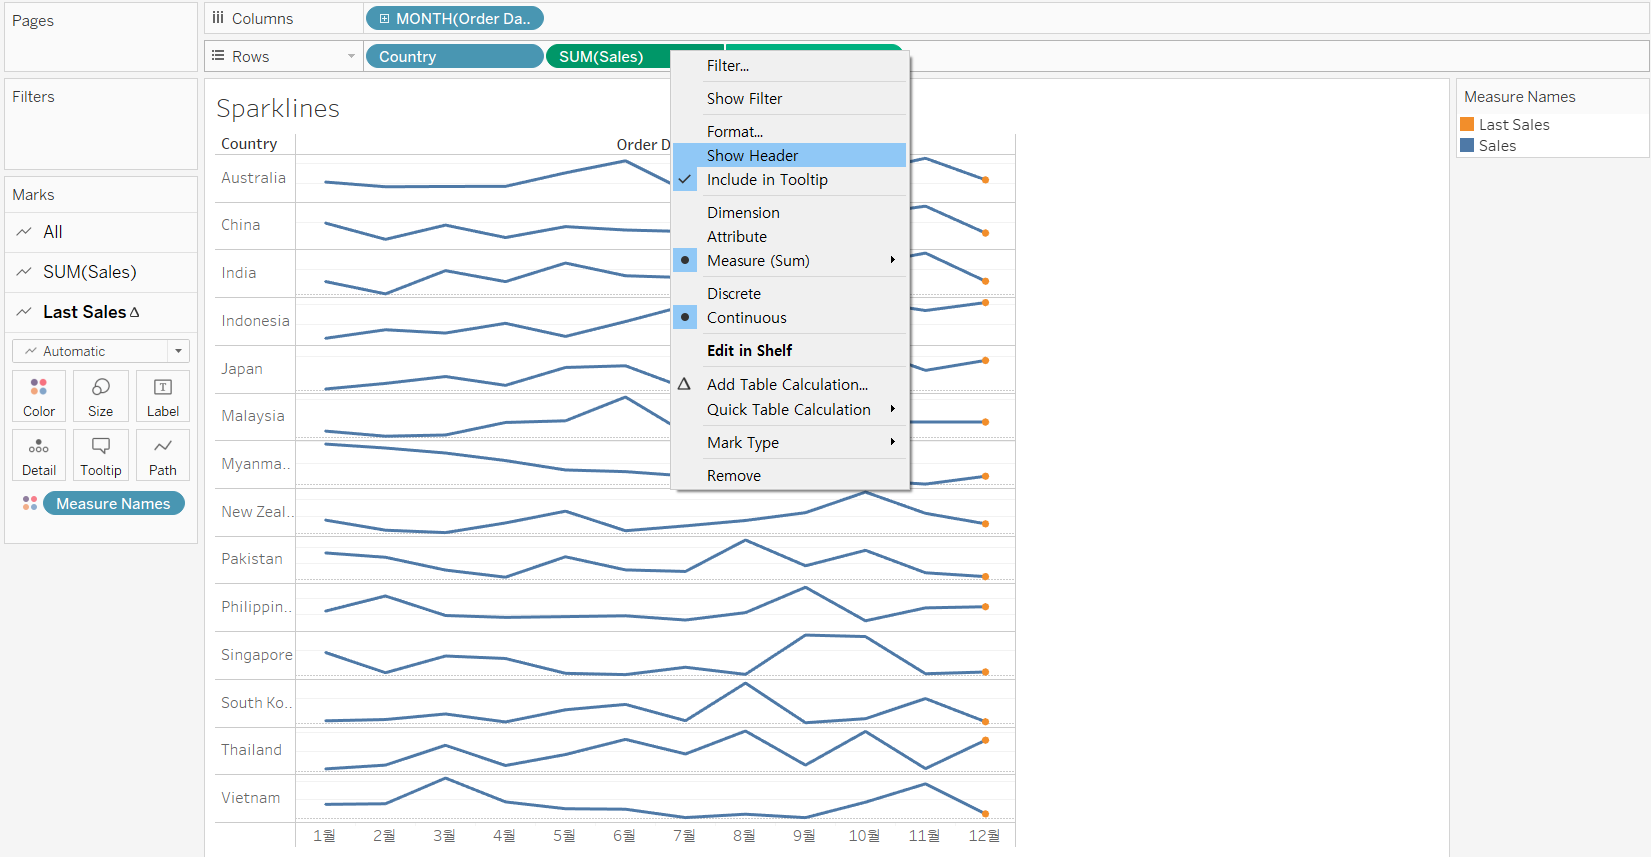 Pages
Columns
MONTH(Order Da..
Rows
Country
SUM(Sales)
Filters
Marks
All
SUM(Sales)
Last Sales
Automatic
Color
Size
Label
Detail
Tooltip
Path
Measure Names
Sparklines
Country
Order D
Australia
China
India
Indonesia
Japan
Malaysia
Myanma..
New Zeal..
Pakistan
Philippin..
Singapore
South Ko..
Thailand
Vietnam
1월 2월 3월 4월 5월 6월 7월 8월 9월 10월 11월 12월
Filter...
Show Filter
Format...
Show Header
Include in Tooltip
Dimension
Attribute
Measure (Sum)
Discrete
Continuous
Edit in Shelf
Add Table Calculation...
Quick Table Calculation
Mark Type
Remove
Measure Names
Last Sales
Sales